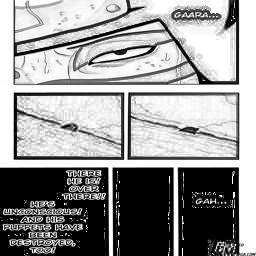 GAARA...
THERE
HE IS!
OVER
THERE!!
HE'S
UNCONSCIOUS!
AND HIS
PUPPETS HAVE
BEEN
DESTROYED,
TOO!
GAH...